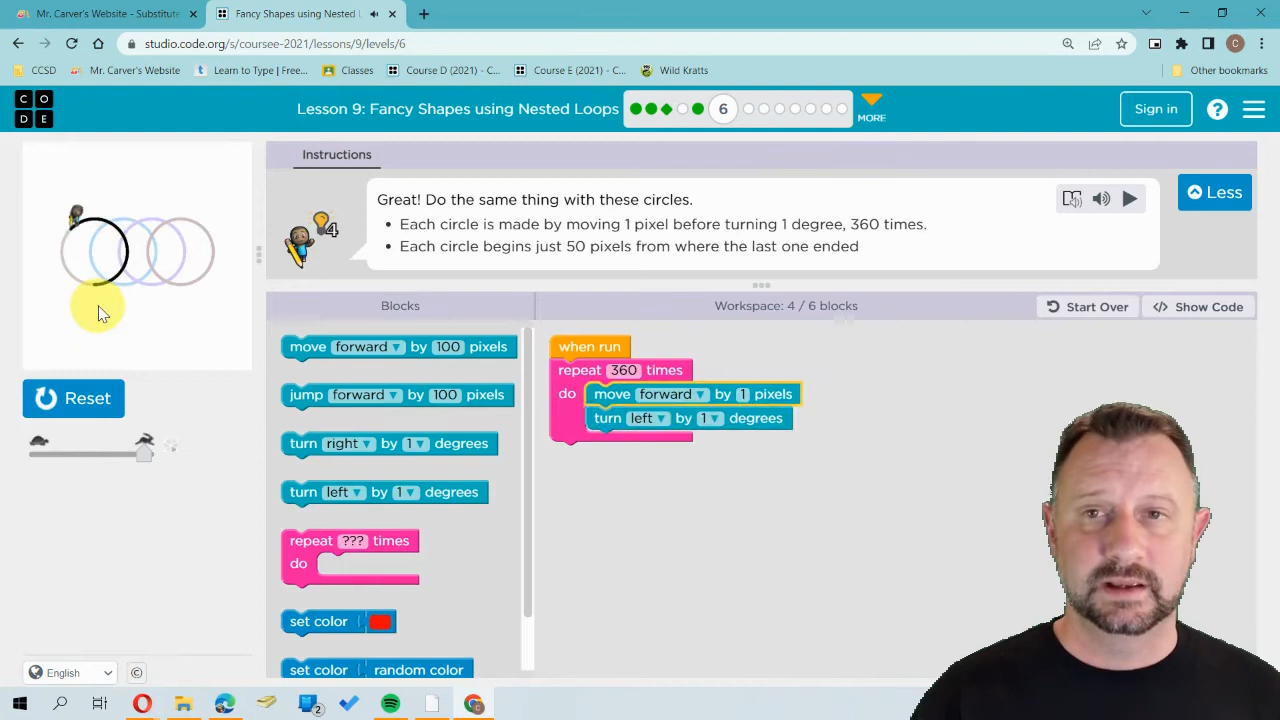 Mr. Carver's Website - Substitute
Fancy Shapes using Nested L
studio.code.org/s/coursee-2021/lessons/9/levels/6
CCSD
Mr. Carver's Website
Learn to Type | Free...
Classes
Course D (2021) - C...
Course E (2021) - C...
Wild Kratts
Other bookmarks
C O D E
Lesson 9: Fancy Shapes using Nested Loops
6
MORE
Sign in
?
Instructions
4
Great! Do the same thing with these circles.
• Each circle is made by moving 1 pixel before turning 1 degree, 360 times.
• Each circle begins just 50 pixels from where the last one ended
Less
Blocks
Workspace: 4 / 6 blocks
Start Over
</> Show Code
move forward by 100 pixels
jump forward by 100 pixels
turn right by 1 degrees
turn left by 1 degrees
repeat ??? times
do
set color
set color random color
when run
repeat 360 times
do move forward by 1 pixels
turn left by 1 degrees
Reset
English
©
2